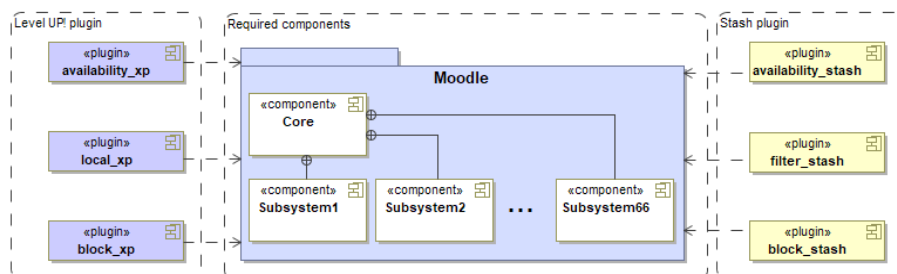 Level UP! plugin
«plugin»
availability_xp
«plugin»
local_xp
«plugin»
block_xp
Required components
Moodle
«component»
Core
«component»
Subsystem1
«component»
Subsystem2
...
«component»
Subsystem66
Stash plugin
«plugin»
availability_stash
«plugin»
filter_stash
«plugin»
block_stash